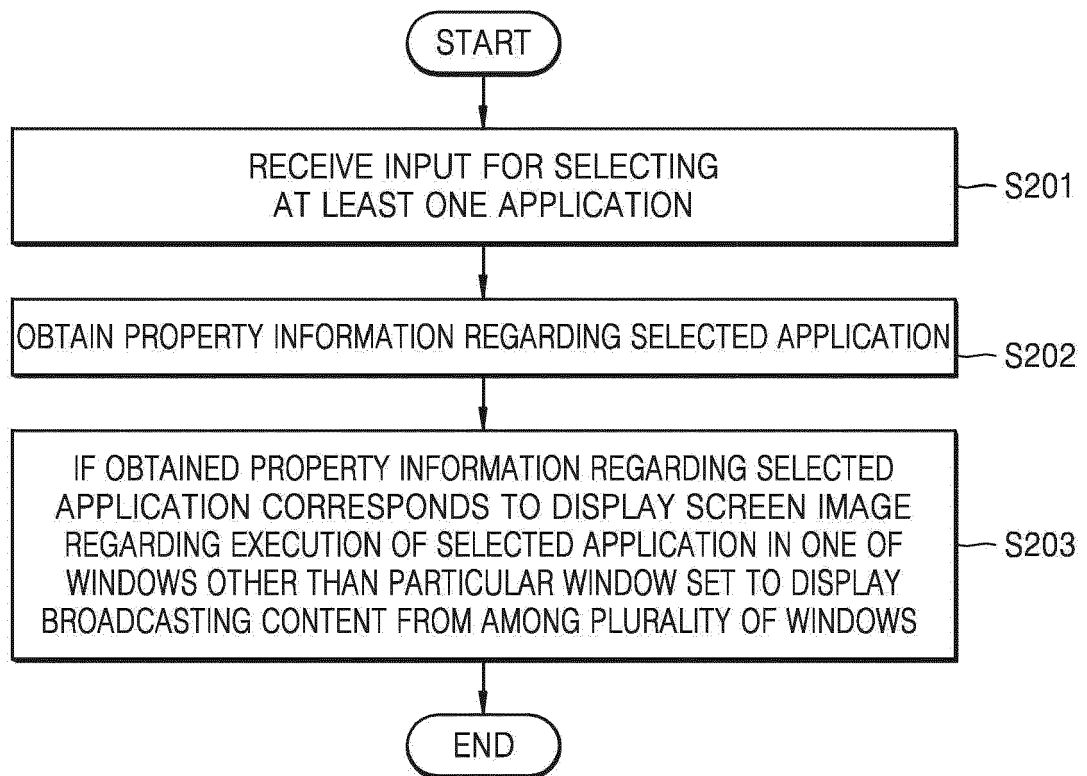 START
RECEIVE INPUT FOR SELECTING
AT LEAST ONE APPLICATION
S201
OBTAIN PROPERTY INFORMATION REGARDING SELECTED APPLICATION
S202
IF OBTAINED PROPERTY INFORMATION REGARDING SELECTED
APPLICATION CORRESPONDS TO DISPLAY SCREEN IMAGE
REGARDING EXECUTION OF SELECTED APPLICATION IN ONE OF
WINDOWS OTHER THAN PARTICULAR WINDOW SET TO DISPLAY
BROADCASTING CONTENT FROM AMONG PLURALITY OF WINDOWS
S203
END